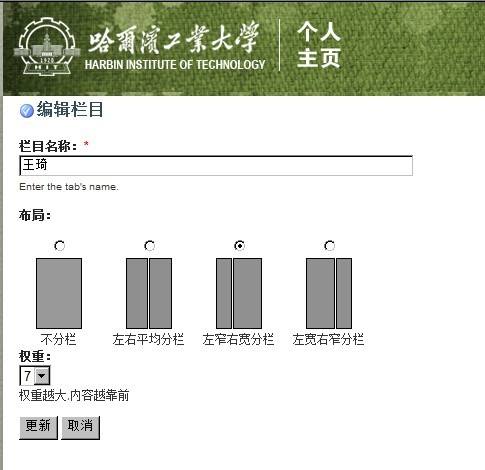 哈爾濱工業大學
HARBIN INSTITUTE OF TECHNOLOGY
个人
主页
1920
HIT
编辑栏目
栏目名称：*
王琦
Enter the tab's name.
布局：
不分栏 左右平均分栏 左窄右宽分栏 左宽右窄分栏
权重：
7
权重越大,内容越靠前
更新 取消